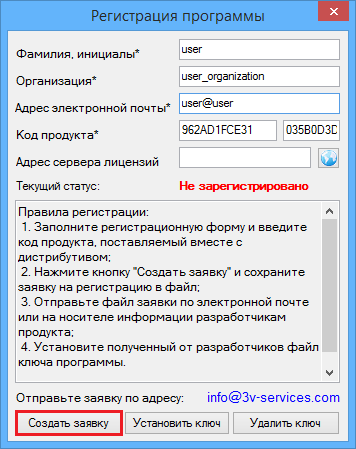 Регистрация программы
Фамилия, инициалы* user
Организация* user_organization
Адрес электронной почты* user@user
Код продукта* 962AD1FCE31 035B0D3D
Адрес сервера лицензий
Текущий статус: Не зарегистрировано
Правила регистрации:
1. Заполните регистрационную форму и введите
код продукта, поставляемый вместе с
дистрибутивом;
2. Нажмите кнопку "Создать заявку" и сохраните
заявку на регистрацию в файл;
3. Отправьте файл заявки по электронной почте
или на носителе информации разработчикам
продукта;
4. Установите полученный от разработчиков файл
ключа программы.
Отправьте заявку по адресу: info@3v-services.com
Создать заявку Установить ключ Удалить ключ